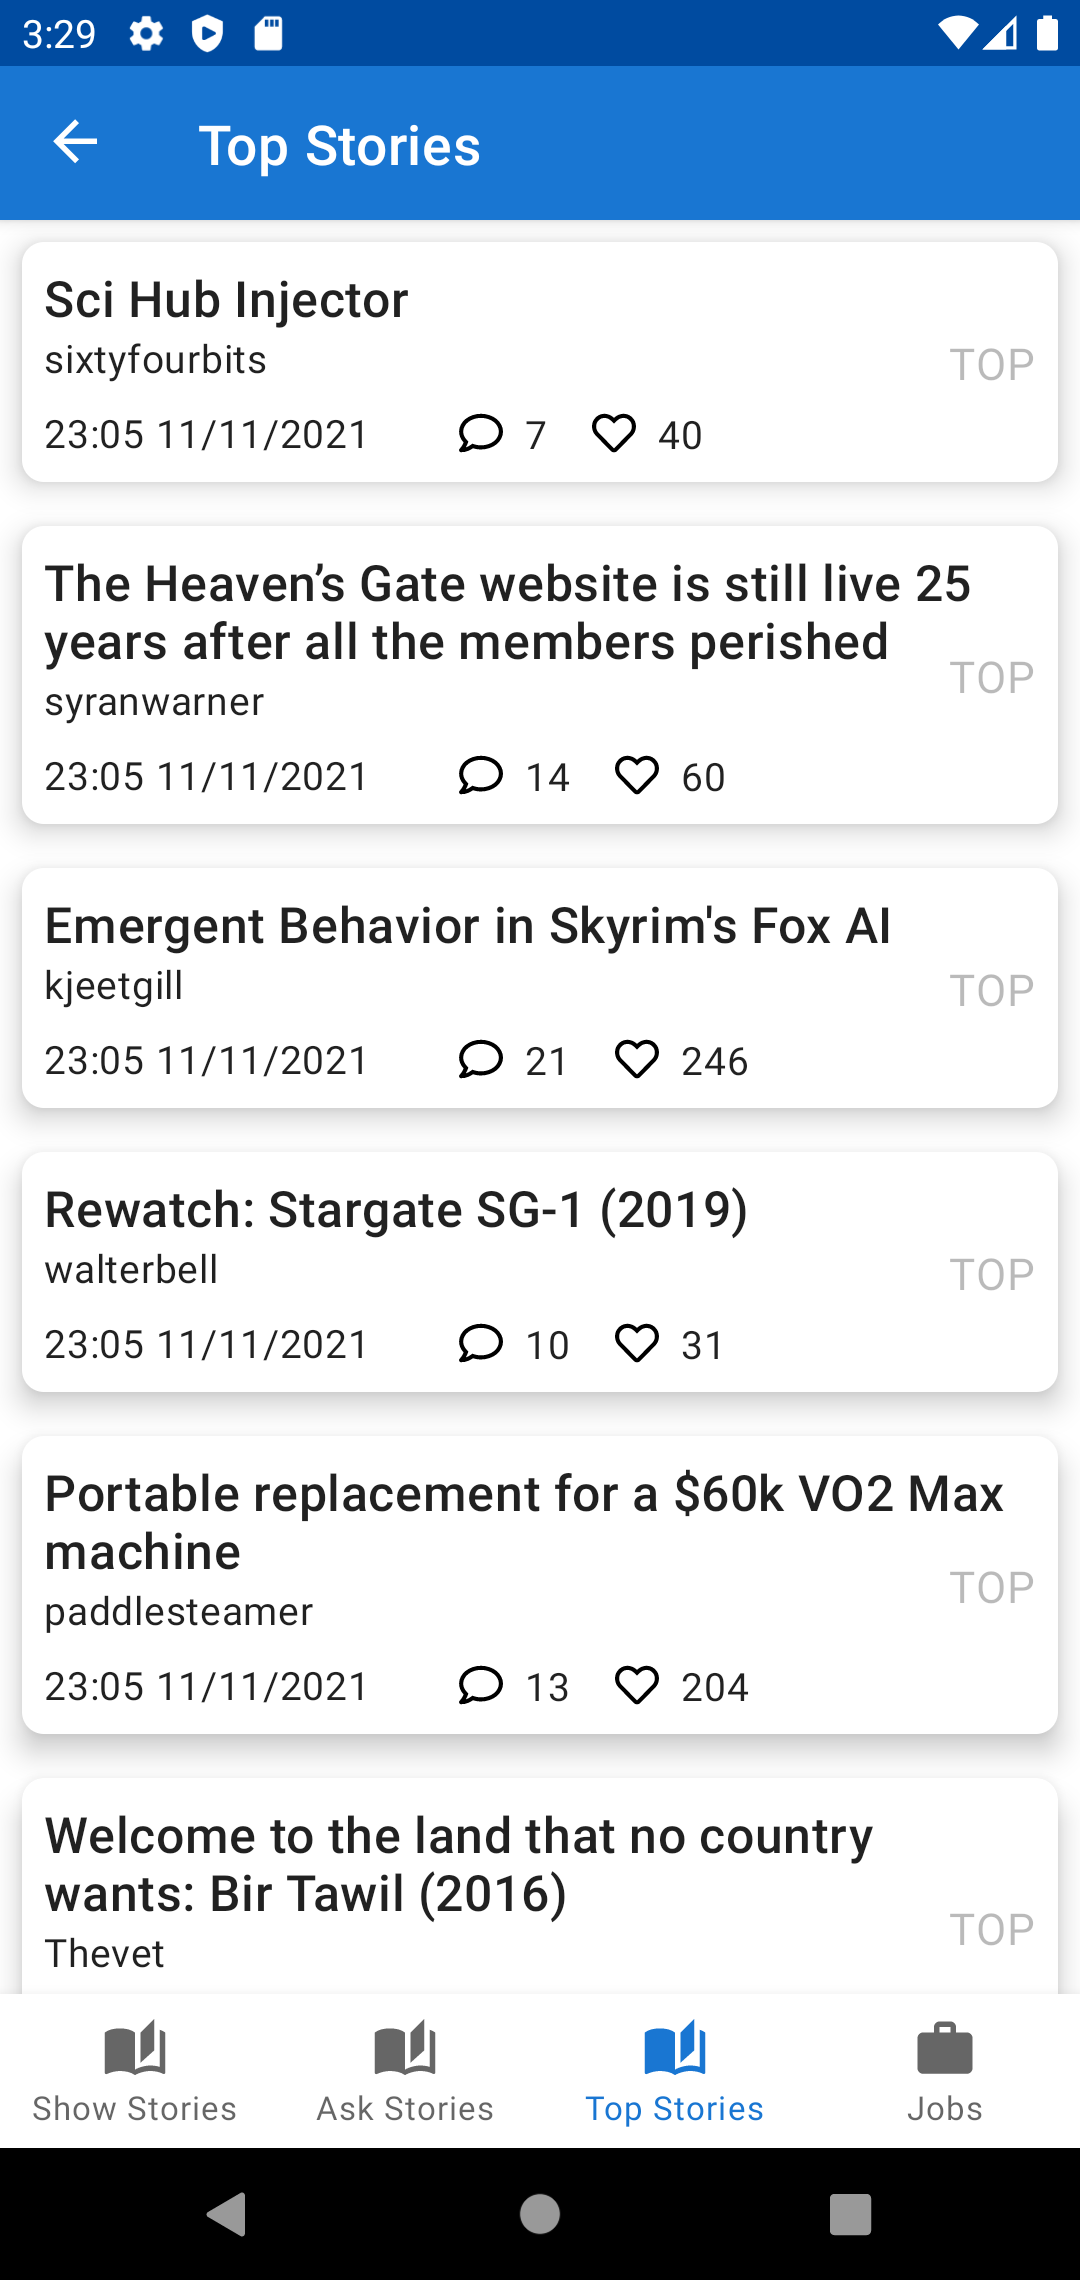 3:29
Top Stories
Sci Hub Injector
sixtyfourbits
TOP
23:05 11/11/2021 7 40
The Heaven’s Gate website is still live 25
years after all the members perished
TOP
syranwarner
23:05 11/11/2021 14 60
Emergent Behavior in Skyrim's Fox AI
kjeetgill
TOP
23:05 11/11/2021 21 246
Rewatch: Stargate SG-1 (2019)
walterbell
TOP
23:05 11/11/2021 10 31
Portable replacement for a $60k VO2 Max
machine
TOP
paddlesteamer
23:05 11/11/2021 13 204
Welcome to the land that no country
wants: Bir Tawil (2016)
TOP
Thevet
Show Stories Ask Stories Top Stories Jobs